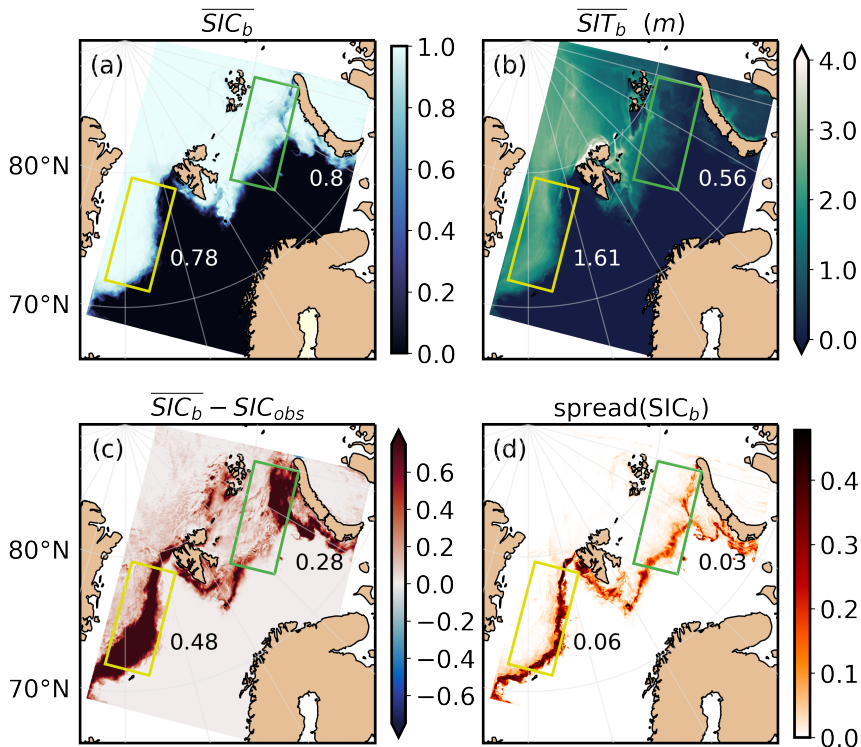 $\overline{SIC_b}$
(a)
80°N
70°N
0.8
0.78
1.0
0.8
0.6
0.4
0.2
0.0
$\overline{SIT_b}$ (m)
(b)
0.56
1.61
4.0
3.0
2.0
1.0
0.0
$\overline{SIC_b} - SIC_{obs}$
(c)
80°N
70°N
0.28
0.48
0.6
0.4
0.2
0.0
−0.2
−0.4
−0.6
spread(SIC$_b$)
(d)
0.03
0.06
0.4
0.3
0.2
0.1
0.0